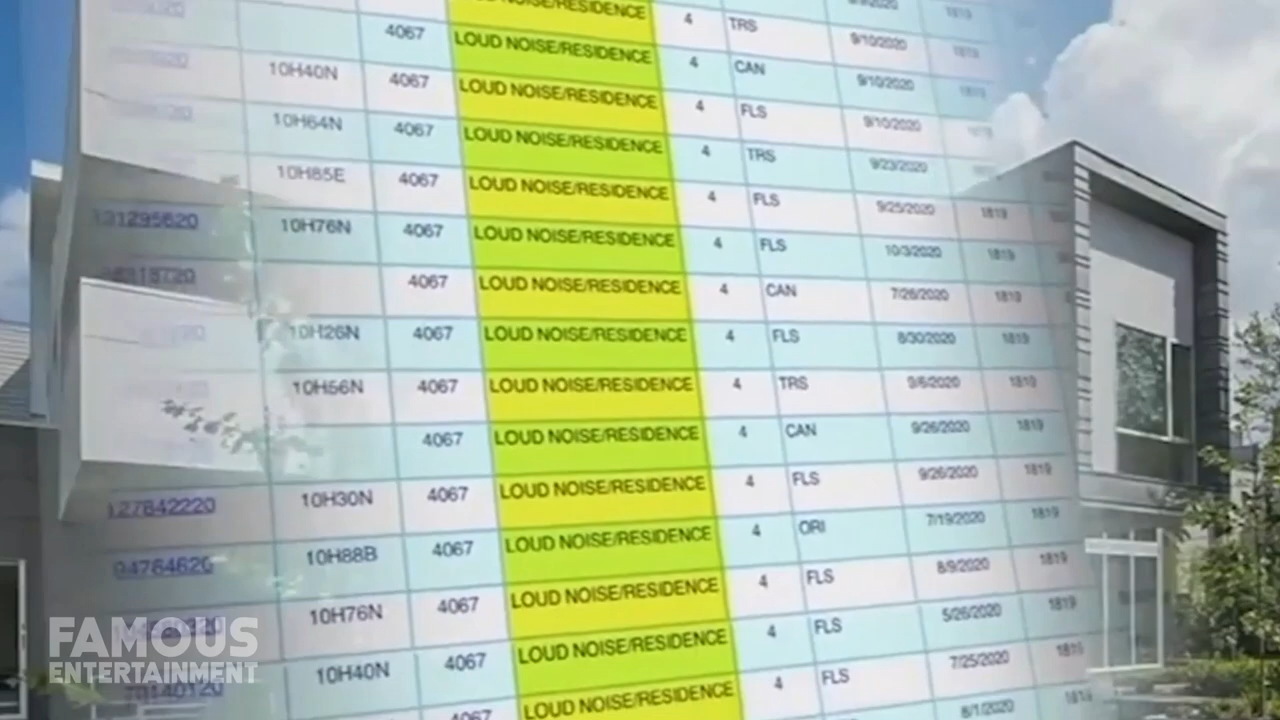 LOUD NOISE/RESIDENCE 4 TRS 9/10/2020 1819
4067 LOUD NOISE/RESIDENCE 4 CAN 9/10/2020
10H40N 4067 LOUD NOISE/RESIDENCE 4 FLS 9/10/2020
10H64N 4067 LOUD NOISE/RESIDENCE 4 TRS 9/23/2020
10H85E 4067 LOUD NOISE/RESIDENCE 4 FLS 9/25/2020 1819
131295820 10H76N 4067 LOUD NOISE/RESIDENCE 4 FLS 10/3/2020 1819
4067 LOUD NOISE/RESIDENCE 4 CAN 7/26/2020 1819
10H26N 4067 LOUD NOISE/RESIDENCE 4 FLS 8/30/2020 1819
10H56N 4067 LOUD NOISE/RESIDENCE 4 TRS 9/6/2020 1819
4067 LOUD NOISE/RESIDENCE 4 CAN 9/26/2020 1819
127842220 10H30N 4067 LOUD NOISE/RESIDENCE 4 FLS 9/26/2020 1819
94764620 10H88B 4067 LOUD NOISE/RESIDENCE 4 ORI 7/19/2020 1819
10H76N 4067 LOUD NOISE/RESIDENCE 4 FLS 8/9/2020 1819
10H40N 4067 LOUD NOISE/RESIDENCE 4 FLS 5/26/2020 1819
4067 LOUD NOISE/RESIDENCE 4 FLS 7/25/2020 1819
8/1/2020 1819
FAMOUS
ENTERTAINMENT